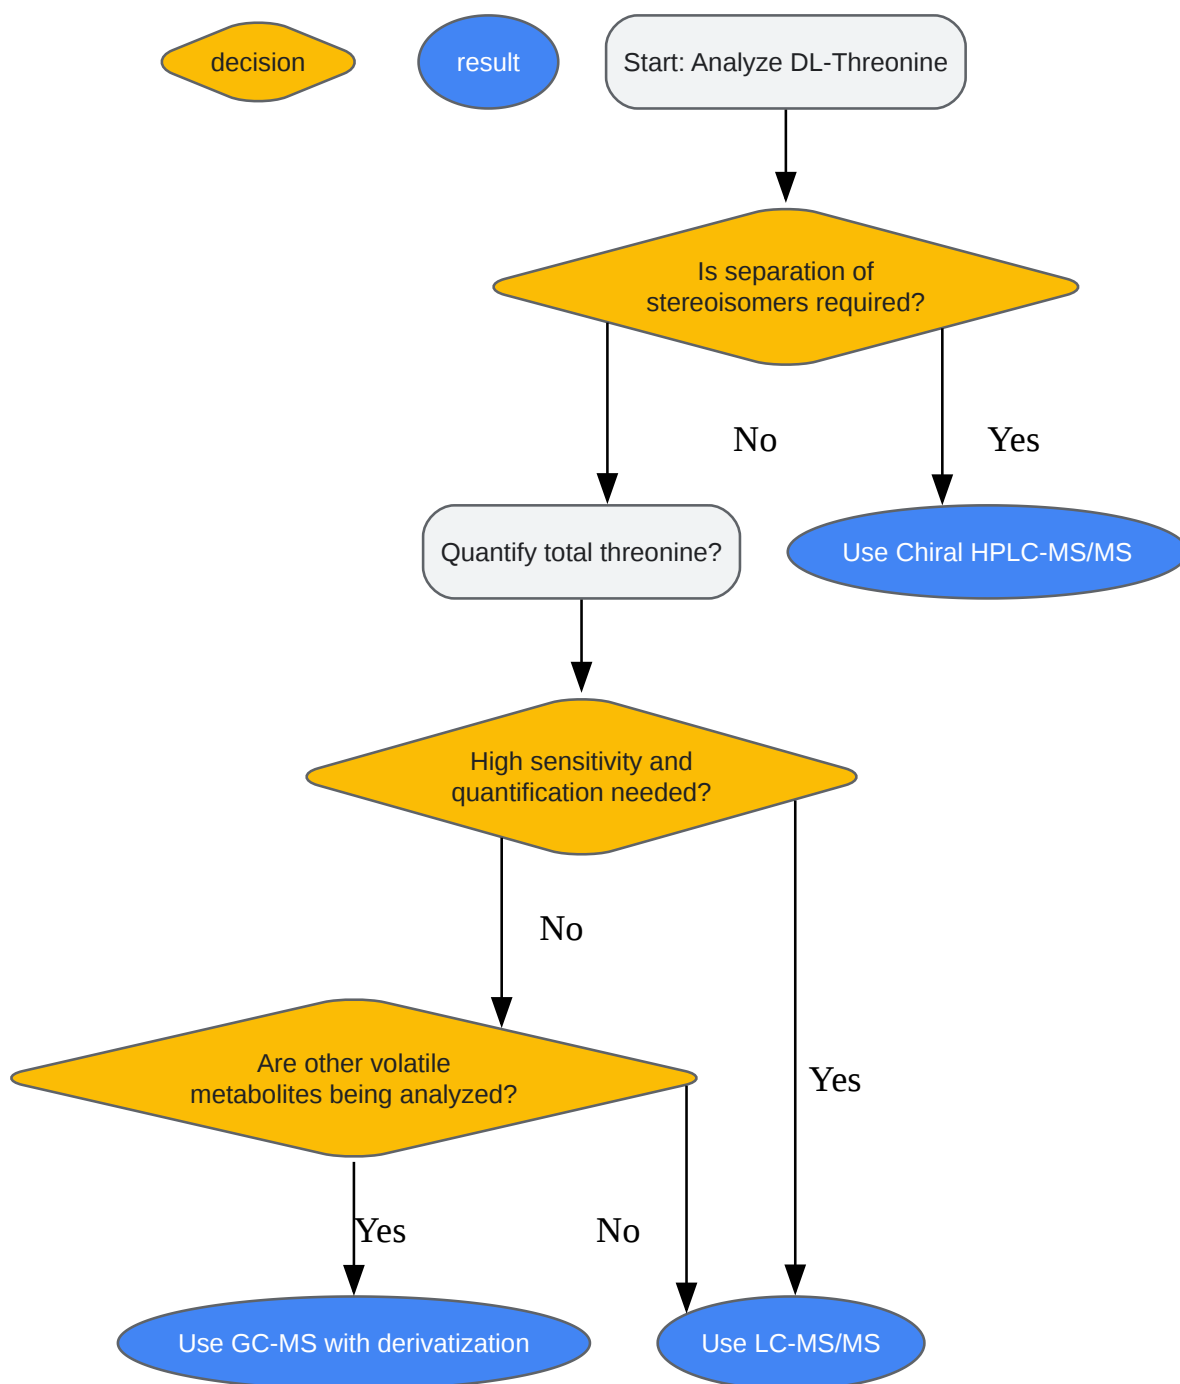 decision
result
Start: Analyze DL-Threonine
Is separation of
stereoisomers required?
No
Yes
Quantify total threonine?
Use Chiral HPLC-MS/MS
High sensitivity and
quantification needed?
No
Are other volatile
metabolites being analyzed?
Yes
Yes
No
Use GC-MS with derivatization
Use LC-MS/MS